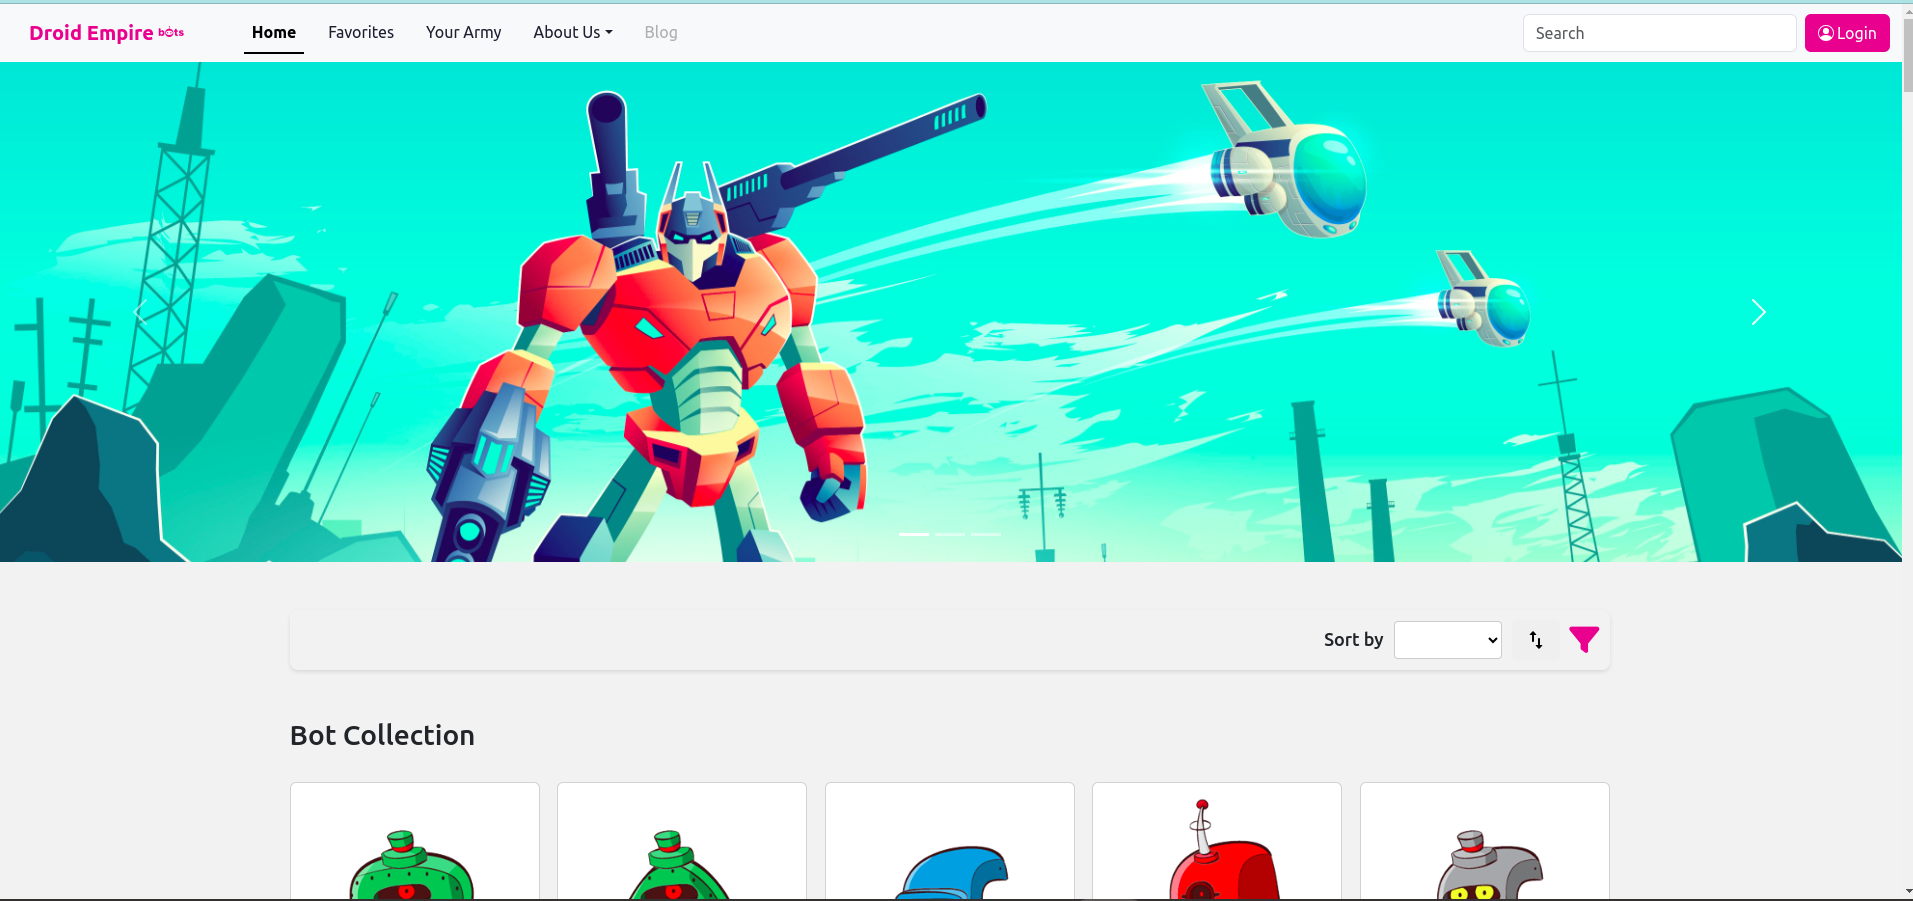 Droid Empire bots
Home
Favorites
Your Army
About Us
Blog
Search
Login
Sort by
Bot Collection